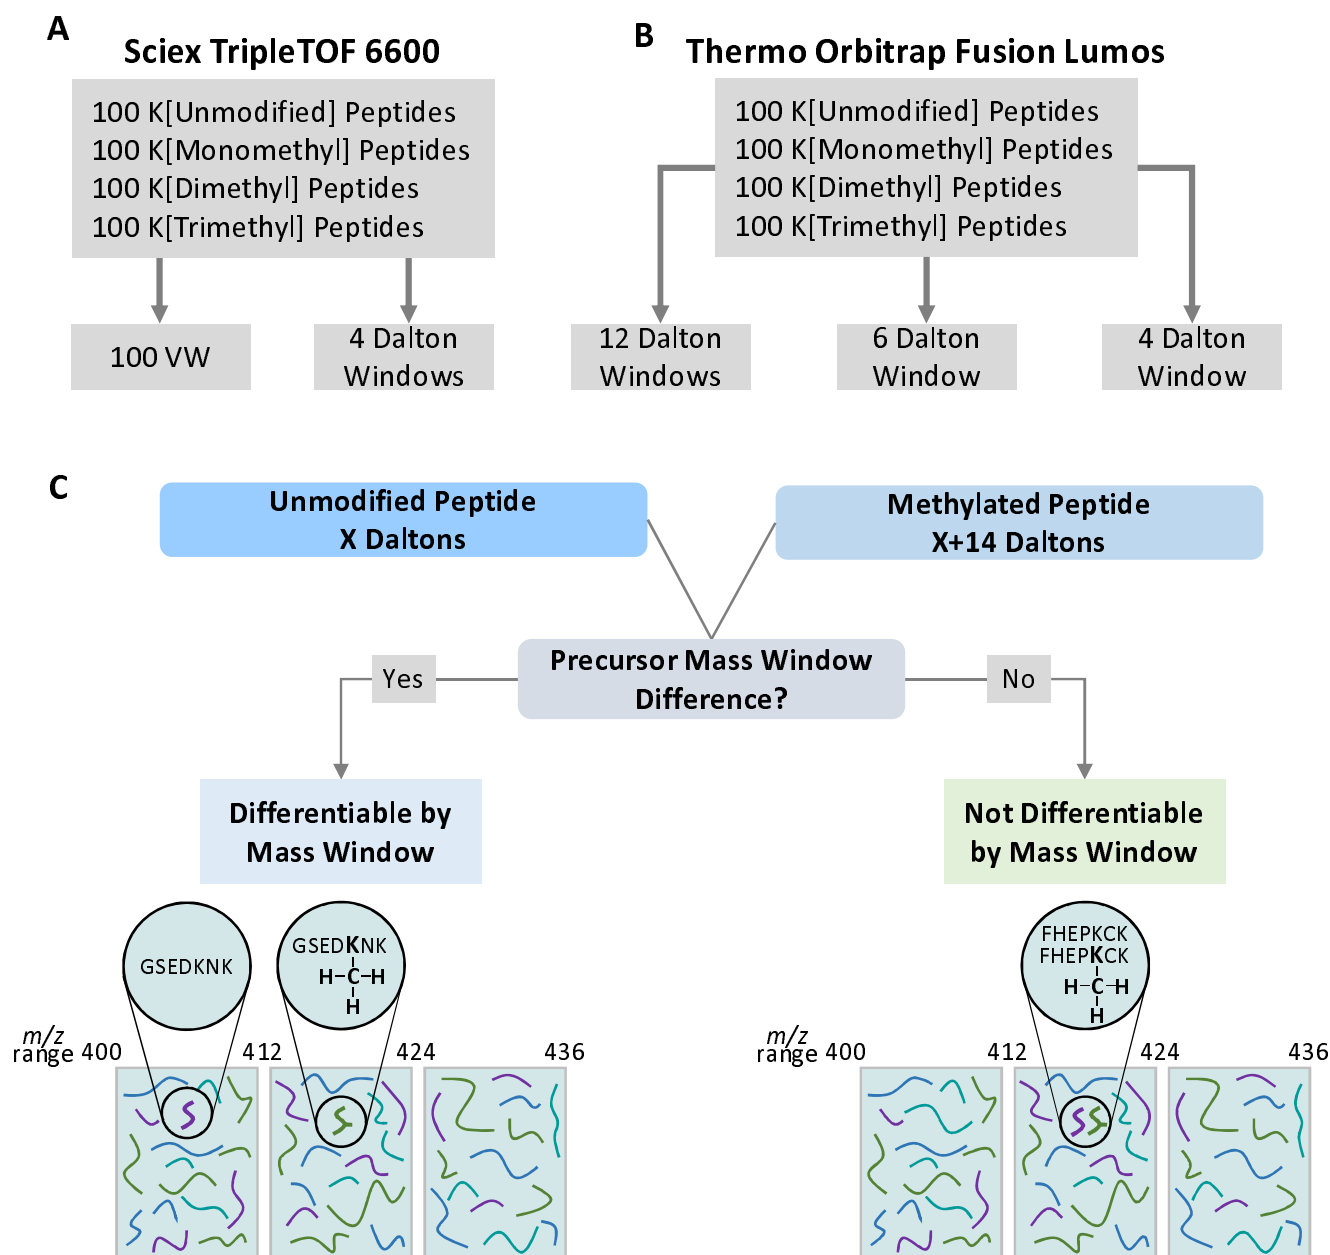 A
Sciex TripleTOF 6600
100 K[Unmodified] Peptides
100 K[Monomethyl] Peptides
100 K[Dimethyl] Peptides
100 K[Trimethyl] Peptides
100 VW
4 Dalton
Windows
B
Thermo Orbitrap Fusion Lumos
100 K[Unmodified] Peptides
100 K[Monomethyl] Peptides
100 K[Dimethyl] Peptides
100 K[Trimethyl] Peptides
12 Dalton
Windows
6 Dalton
Window
4 Dalton
Window
C
Unmodified Peptide
X Daltons
Methylated Peptide
X+14 Daltons
Precursor Mass Window
Difference?
Yes
No
Differentiable by
Mass Window
Not Differentiable
by Mass Window
GSEDKNK
GSEDKNK
H–C–H
H
FHEPKCK
FHEPKCK
H–C–H
H
m/z
range 400 412 424 436
m/z
range 400 412 424 436